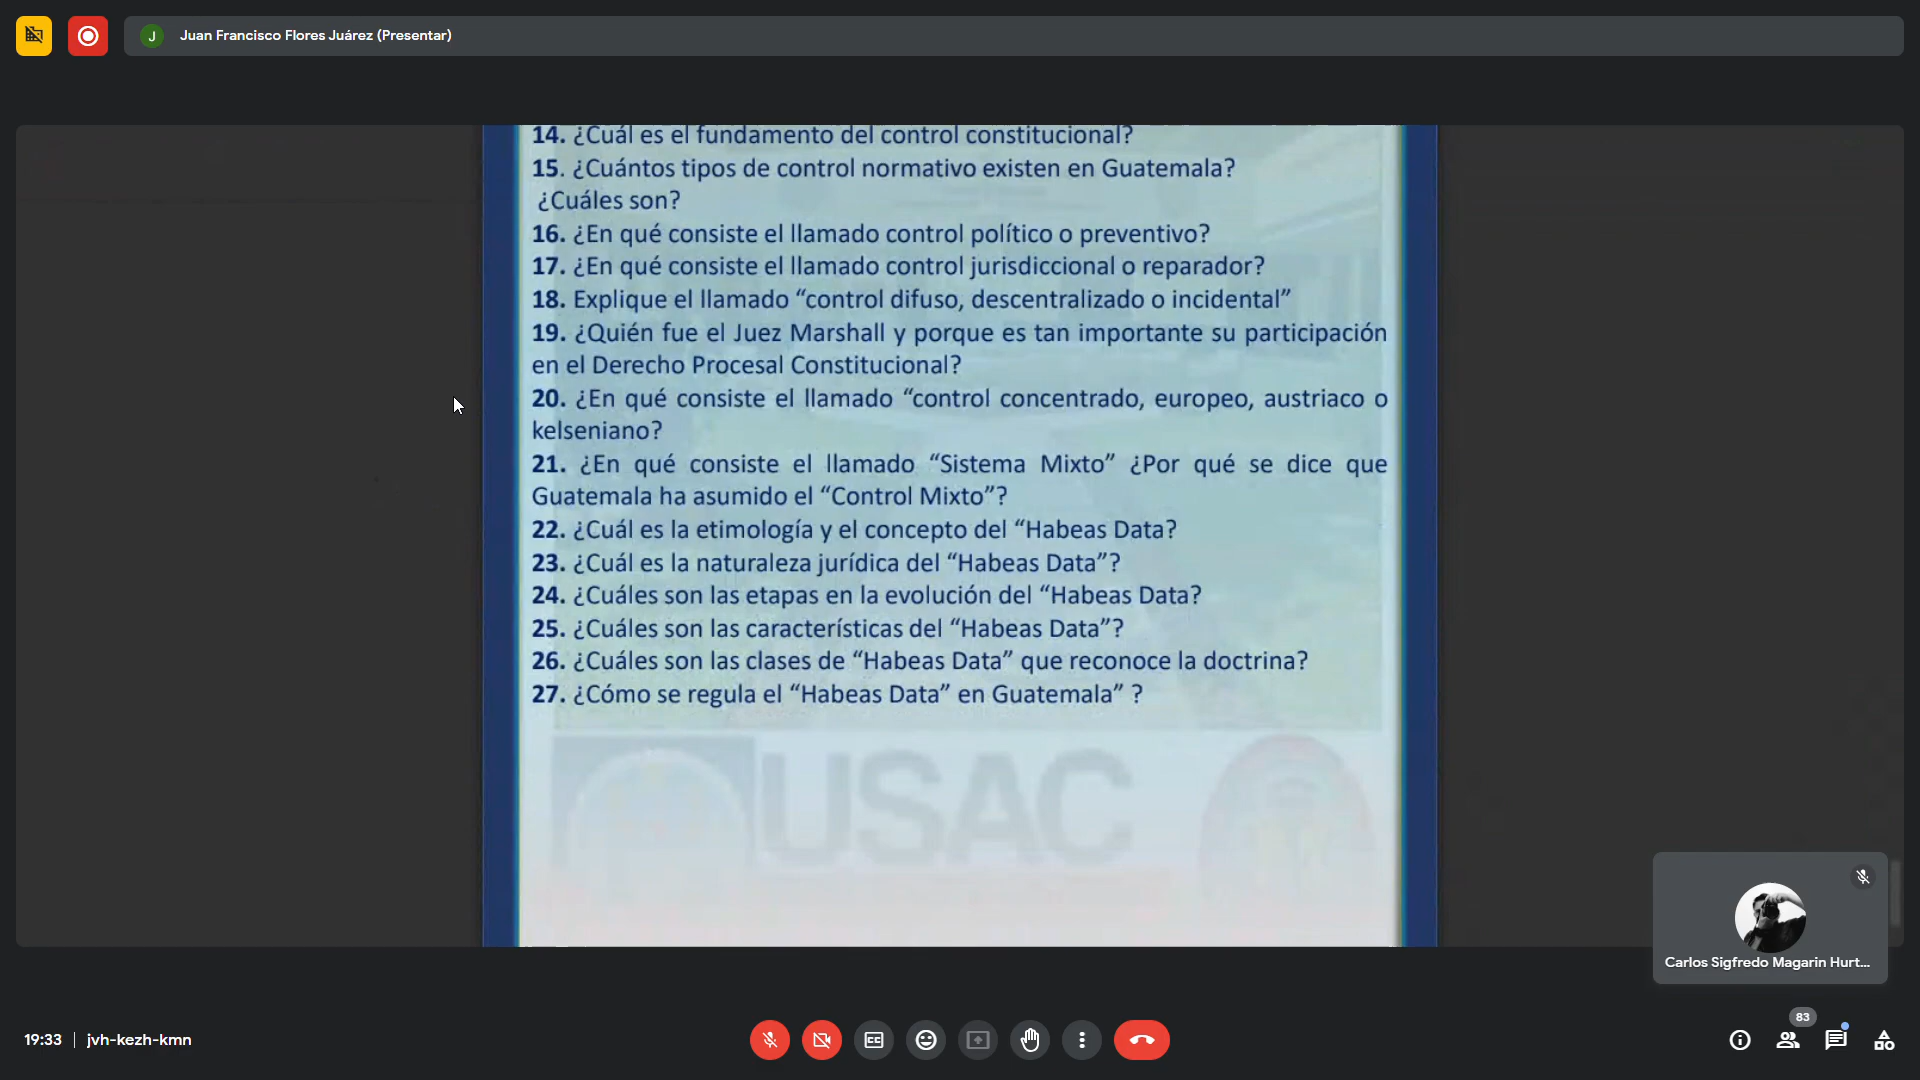 J Juan Francisco Flores Juárez (Presentar)
14. ¿Cuál es el fundamento del control constitucional?
15. ¿Cuántos tipos de control normativo existen en Guatemala?
¿Cuáles son?
16. ¿En qué consiste el llamado control político o preventivo?
17. ¿En qué consiste el llamado control jurisdiccional o reparador?
18. Explique el llamado “control difuso, descentralizado o incidental”
19. ¿Quién fue el Juez Marshall y porque es tan importante su participación
en el Derecho Procesal Constitucional?
20. ¿En qué consiste el llamado “control concentrado, europeo, austriaco o
kelseniano?
21. ¿En qué consiste el llamado “Sistema Mixto” ¿Por qué se dice que
Guatemala ha asumido el “Control Mixto”?
22. ¿Cuál es la etimología y el concepto del “Habeas Data?
23. ¿Cuál es la naturaleza jurídica del “Habeas Data”?
24. ¿Cuáles son las etapas en la evolución del “Habeas Data?
25. ¿Cuáles son las características del “Habeas Data”?
26. ¿Cuáles son las clases de “Habeas Data” que reconoce la doctrina?
27. ¿Cómo se regula el “Habeas Data” en Guatemala” ?
USAC
Carlos Sigfredo Magarin Hurt...
19:33 | jvh-kezh-kmn
CC
83